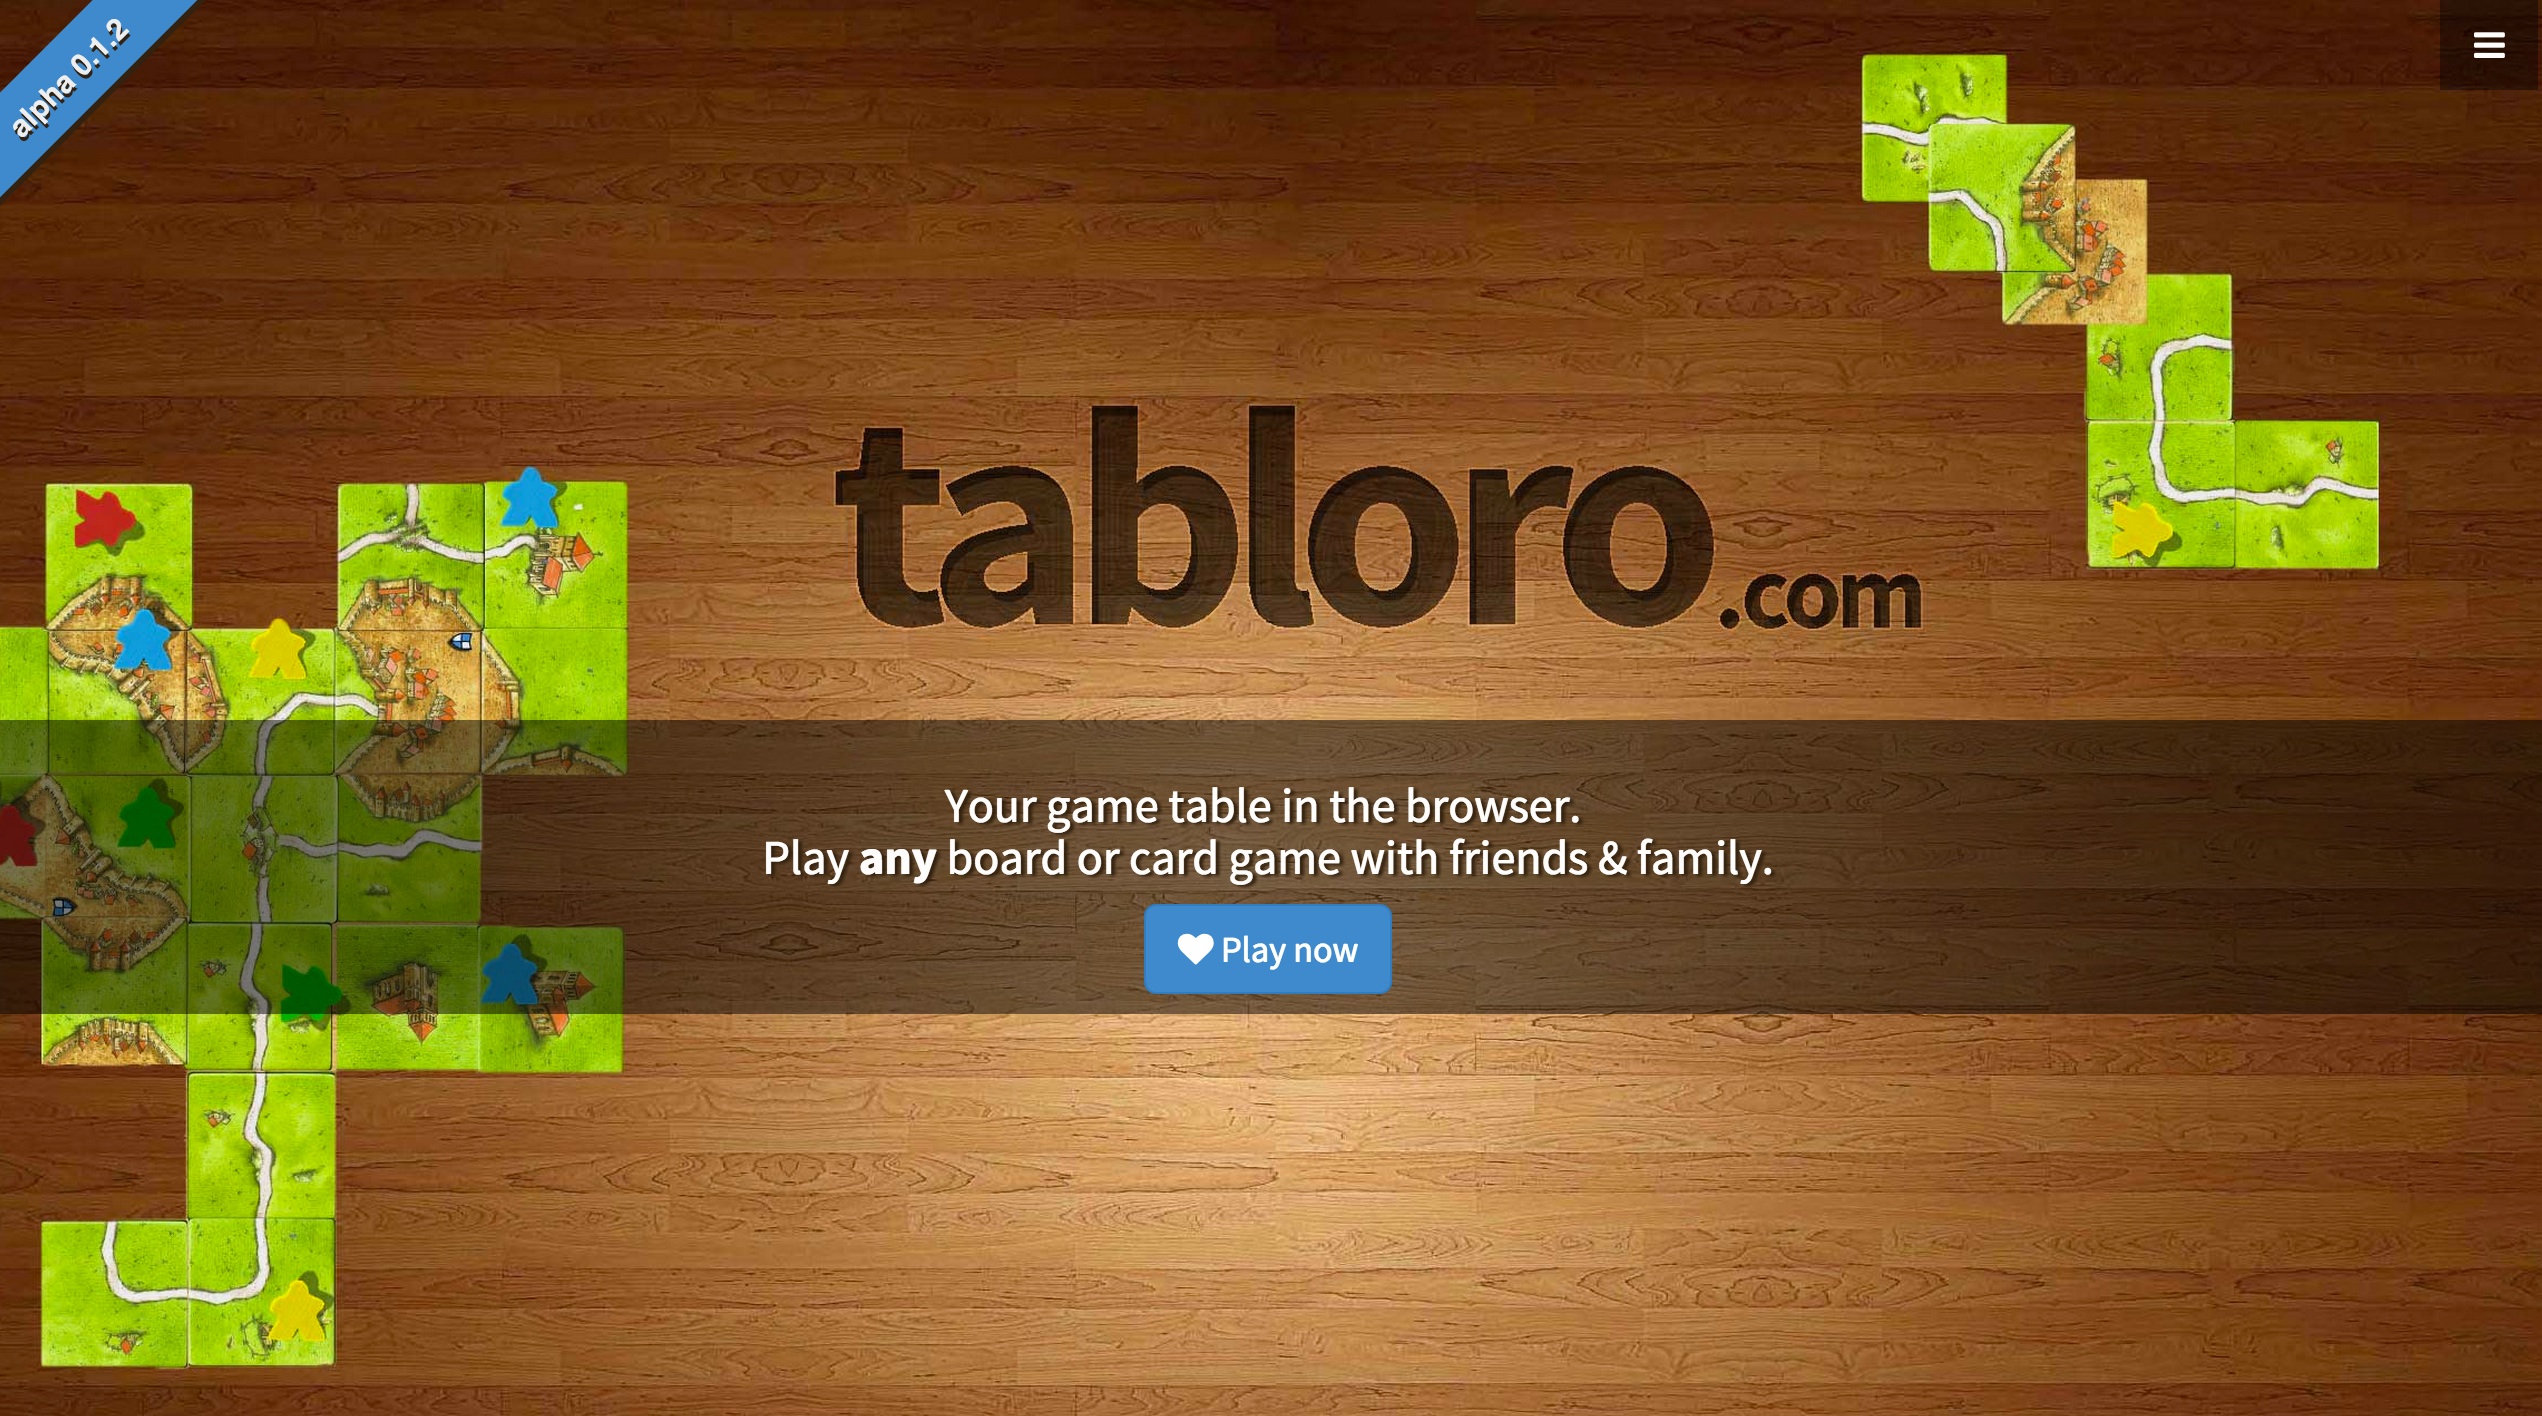 alpha 0.1.2
tabloro.com
Your game table in the browser.
Play any board or card game with friends & family.
Play now